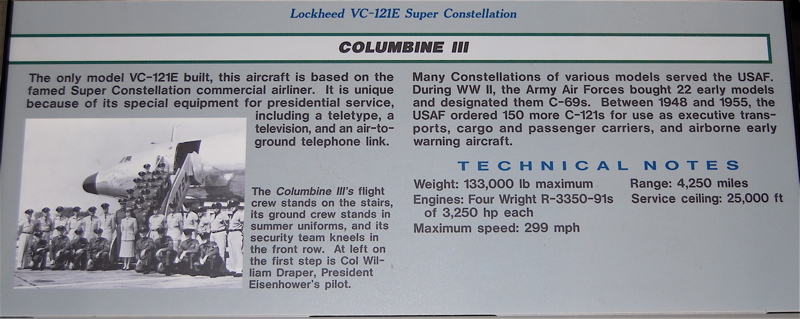 Lockheed VC-121E Super Constellation
COLUMBINE III
The only model VC-121E built, this aircraft is based on the
famed Super Constellation commercial airliner. It is unique
because of its special equipment for presidential service,
including a teletype, a
television, and an air-to-
ground telephone link.
The Columbine III's flight
crew stands on the stairs,
its ground crew stands in
summer uniforms, and its
security team kneels in
the front row. At left on
the first step is Col Wil-
liam Draper, President
Eisenhower's pilot.
Many Constellations of various models served the USAF.
During WW II, the Army Air Forces bought 22 early models
and designated them C-69s. Between 1948 and 1955, the
USAF ordered 150 more C-121s for use as executive trans-
ports, cargo and passenger carriers, and airborne early
warning aircraft.
TECHNICAL NOTES
Weight: 133,000 lb maximum
Engines: Four Wright R-3350-91s
of 3,250 hp each
Maximum speed: 299 mph
Range: 4,250 miles
Service ceiling: 25,000 ft